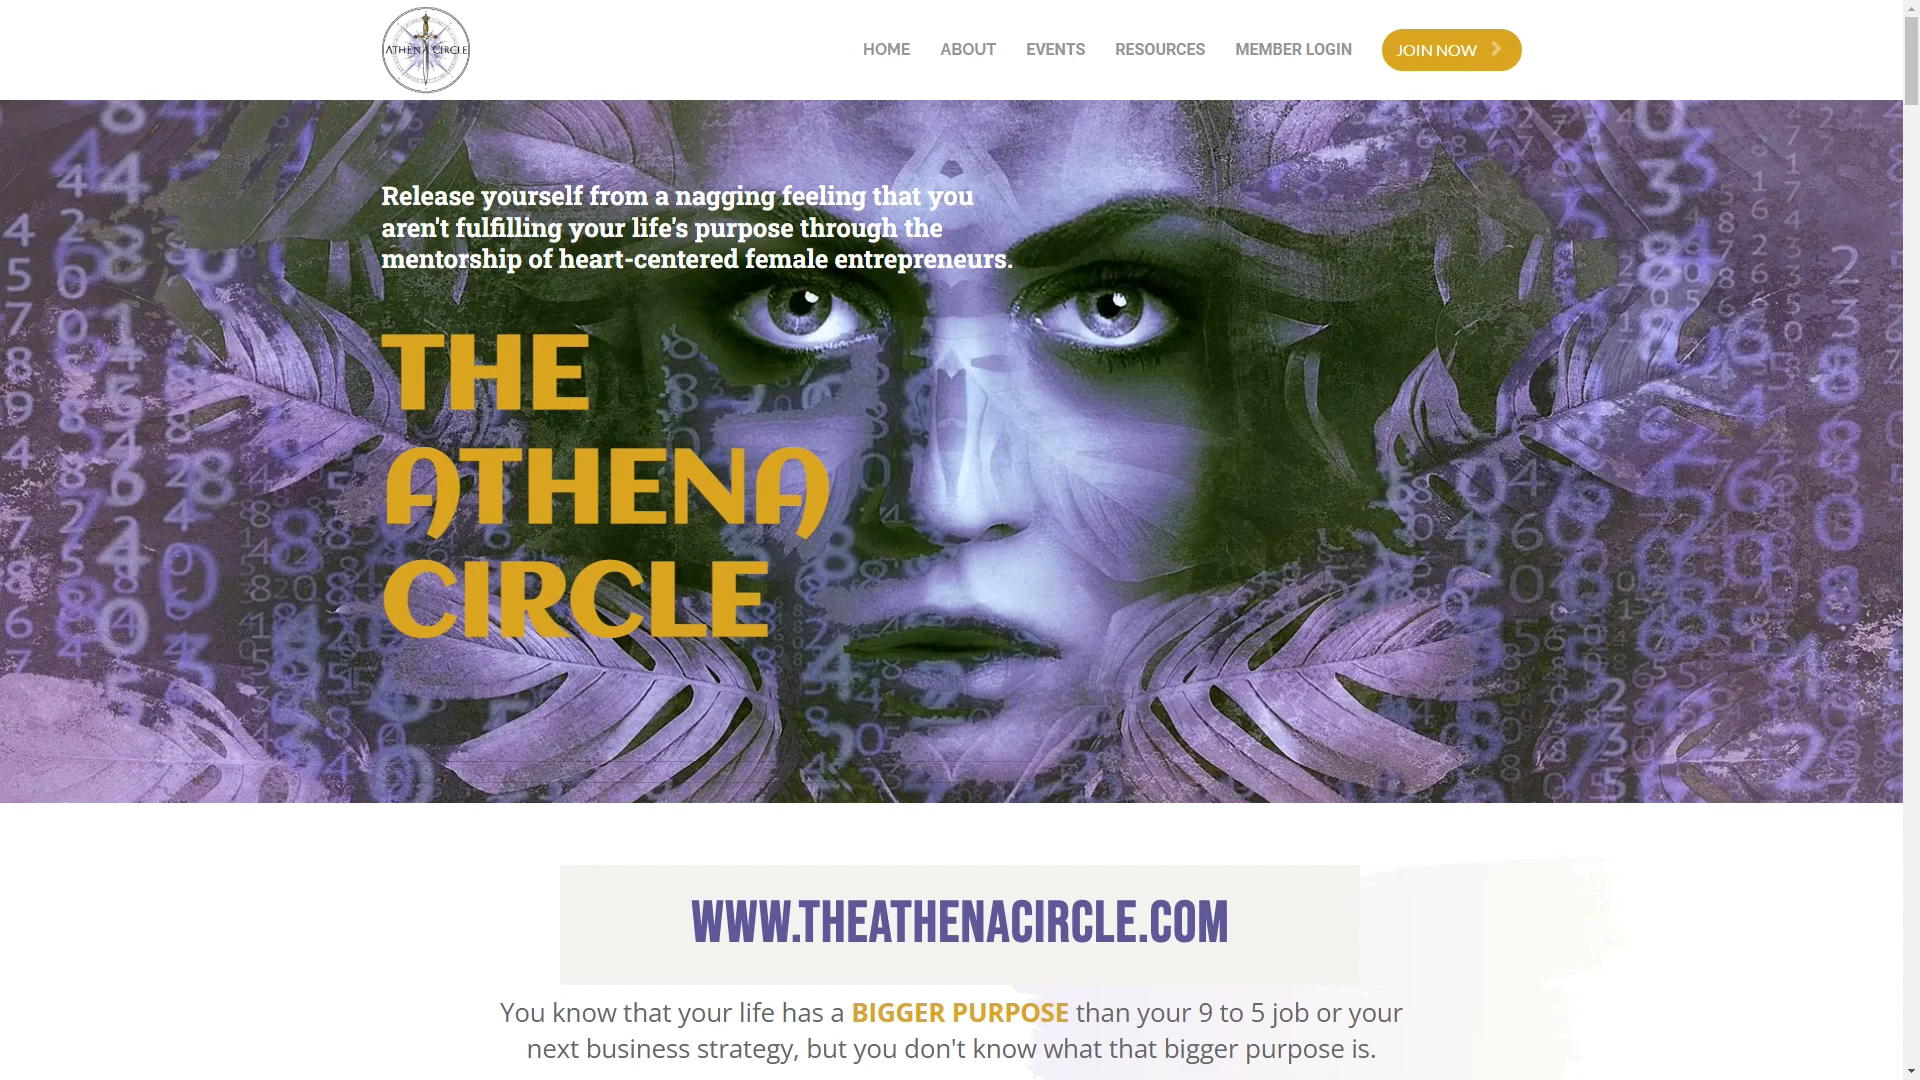 ATHENA CIRCLE
HOME
ABOUT
EVENTS
RESOURCES
MEMBER LOGIN
JOIN NOW
Release yourself from a nagging feeling that you
aren't fulfilling your life's purpose through the
mentorship of heart-centered female entrepreneurs.
THE
ATHENA
CIRCLE
WWW.THEATHENACIRCLE.COM
You know that your life has a BIGGER PURPOSE than your 9 to 5 job or your
next business strategy, but you don't know what that bigger purpose is.